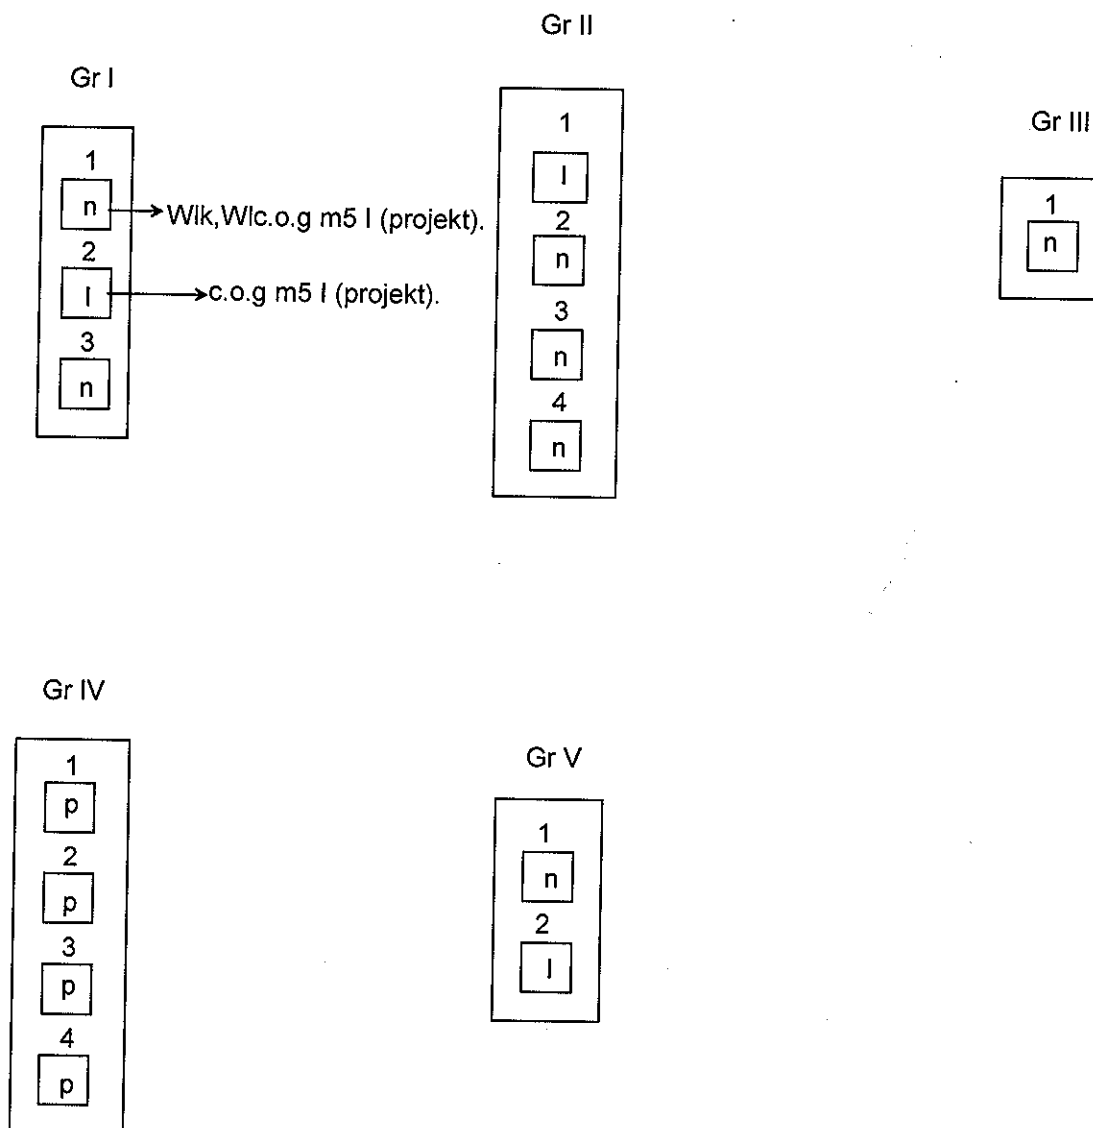 Gr I
1
n → Wlk,Wlc.o.g m5 l (projekt).
2
l → c.o.g m5 l (projekt).
3
n
Gr II
1
l
2
n
3
n
4
n
Gr III
1
n
Gr IV
1
p
2
p
3
p
4
p
Gr V
1
n
2
l